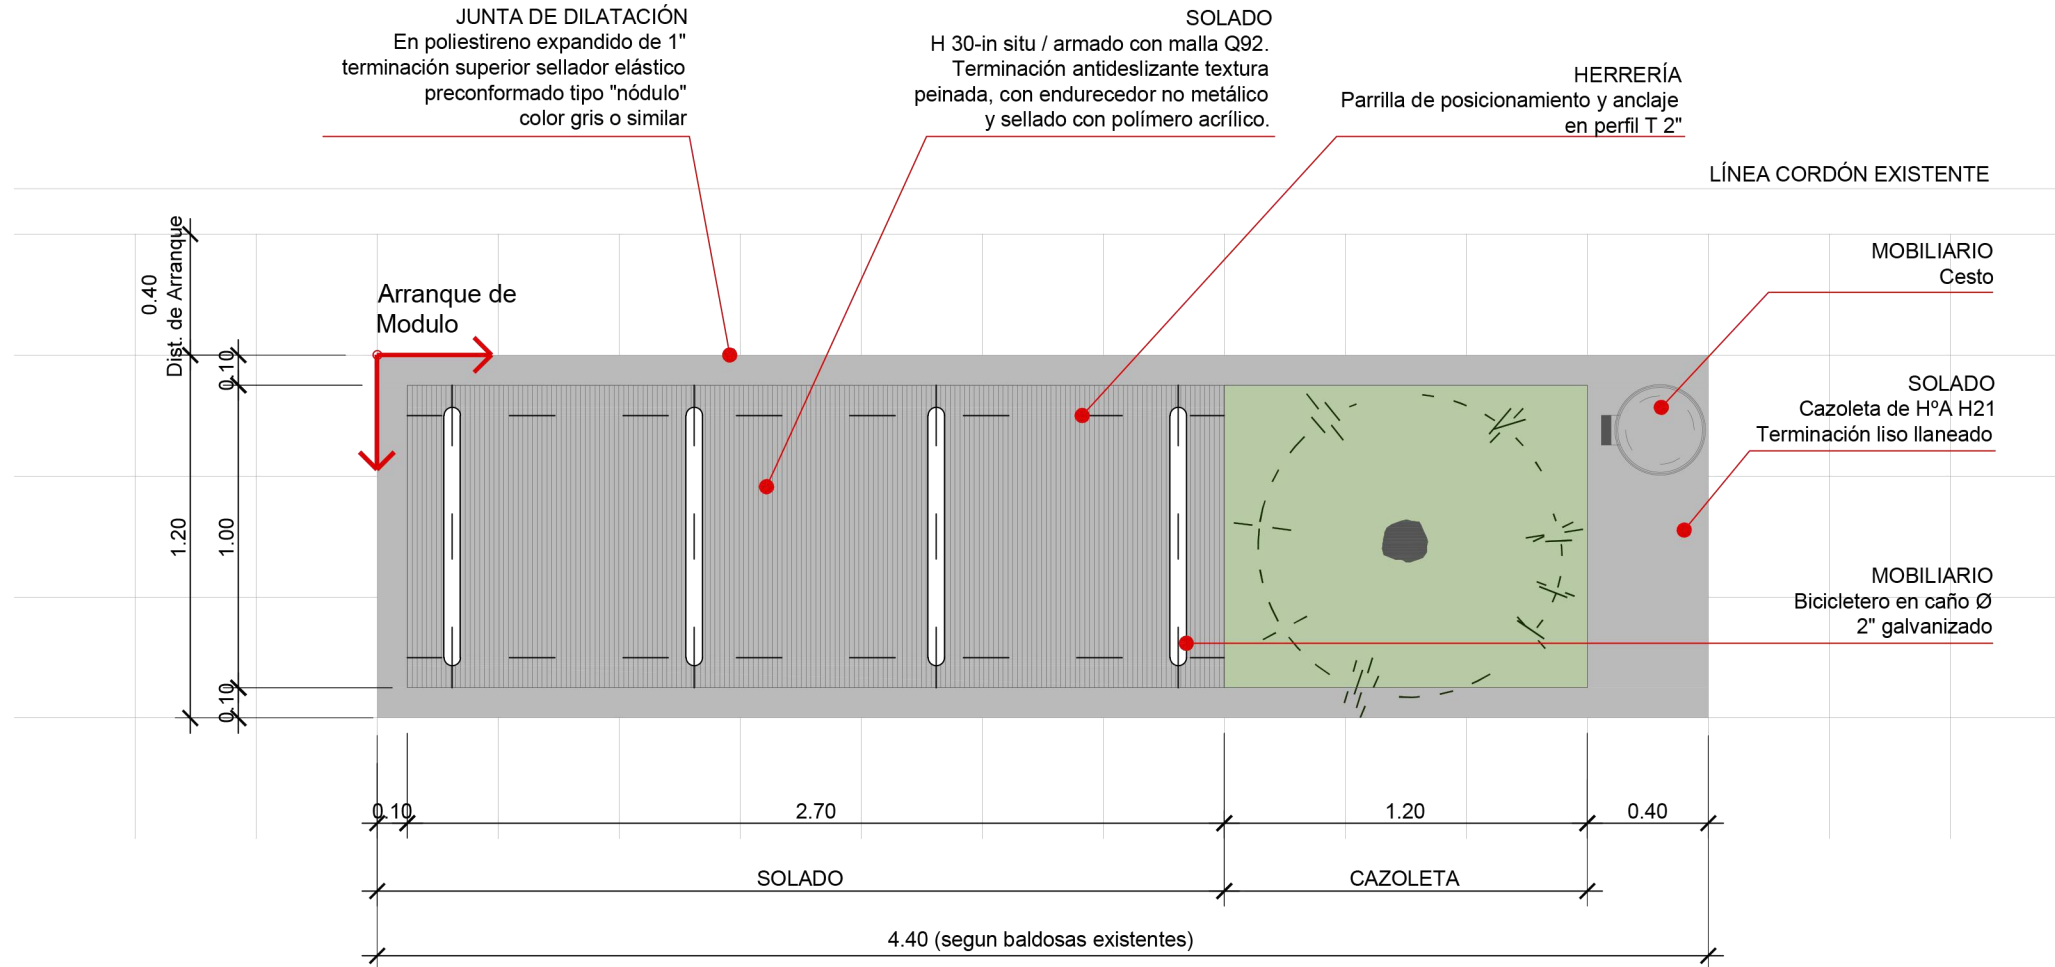 JUNTA DE DILATACIÓN
En poliestireno expandido de 1"
terminación superior sellador elástico
preconformado tipo "nódulo"
color gris o similar
SOLADO
H 30-in situ / armado con malla Q92.
Terminación antideslizante textura
peinada, con endurecedor no metálico
y sellado con polímero acrílico.
HERRERÍA
Parrilla de posicionamiento y anclaje
en perfil T 2"
LÍNEA CORDÓN EXISTENTE
MOBILIARIO
Cesto
SOLADO
Cazoleta de HºA H21
Terminación liso llaneado
MOBILIARIO
Bicicletero en caño Ø
2" galvanizado
Arranque de
Modulo
0.40
Dist. de Arranque
0.10
1.20
1.00
0.10
0.10
2.70
1.20
0.40
SOLADO
CAZOLETA
4.40 (segun baldosas existentes)